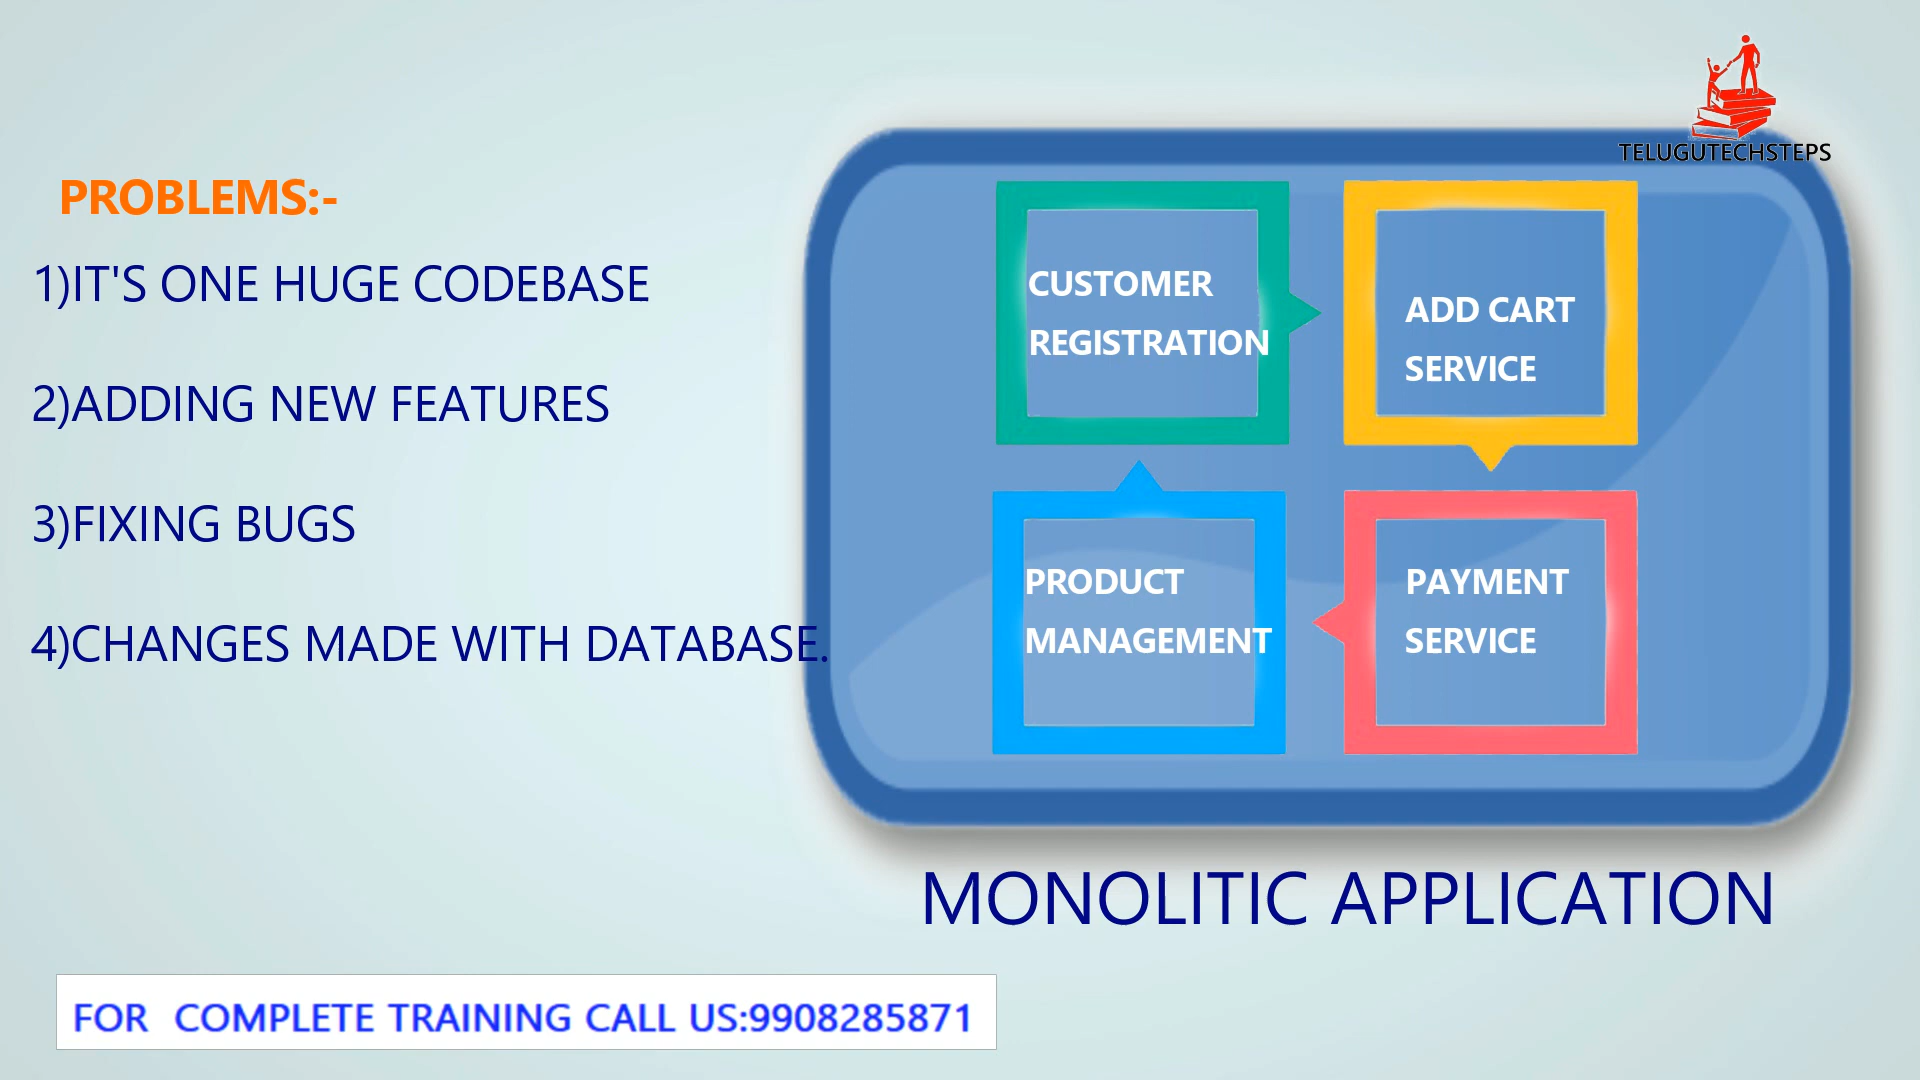 TELUGUTECHSTEPS
PROBLEMS:-
1)IT'S ONE HUGE CODEBASE
2)ADDING NEW FEATURES
3)FIXING BUGS
4)CHANGES MADE WITH DATABASE.
CUSTOMER
REGISTRATION
ADD CART
SERVICE
PRODUCT
MANAGEMENT
PAYMENT
SERVICE
MONOLITIC APPLICATION
FOR COMPLETE TRAINING CALL US:9908285871